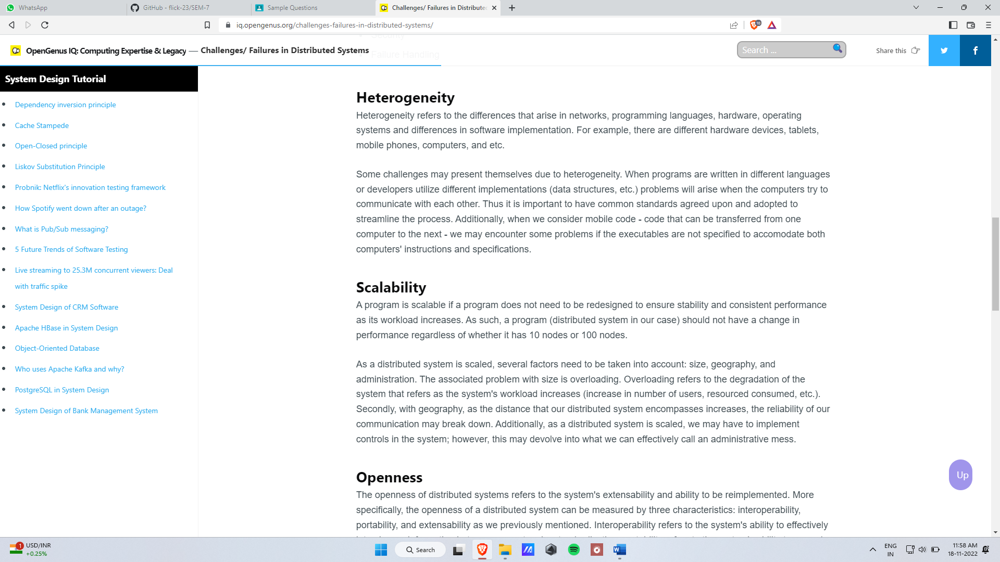 WhatsApp
GitHub - flick-23/SEM-7
Sample Questions
Challenges/ Failures in Distribute
iq.opengenus.org/challenges-failures-in-distributed-systems/
10
Security
OpenGenus IQ: Computing Expertise & Legacy — Challenges/ Failures in Distributed Systems
Failure Handling
Search ...
Share this
System Design Tutorial
Dependency inversion principle
Cache Stampede
Open-Closed principle
Liskov Substitution Principle
Probnik: Netflix's innovation testing framework
How Spotify went down after an outage?
What is Pub/Sub messaging?
5 Future Trends of Software Testing
Live streaming to 25.3M concurrent viewers: Deal
with traffic spike
System Design of CRM Software
Apache HBase in System Design
Object-Oriented Database
Who uses Apache Kafka and why?
PostgreSQL in System Design
System Design of Bank Management System
Heterogeneity
Heterogeneity refers to the differences that arise in networks, programming languages, hardware, operating
systems and differences in software implementation. For example, there are different hardware devices, tablets,
mobile phones, computers, and etc.
Some challenges may present themselves due to heterogeneity. When programs are written in different languages
or developers utilize different implementations (data structures, etc.) problems will arise when the computers try to
communicate with each other. Thus it is important to have common standards agreed upon and adopted to
streamline the process. Additionally, when we consider mobile code - code that can be transferred from one
computer to the next - we may encounter some problems if the executables are not specified to accomodate both
computers' instructions and specifications.
Scalability
A program is scalable if a program does not need to be redesigned to ensure stability and consistent performance
as its workload increases. As such, a program (distributed system in our case) should not have a change in
performance regardless of whether it has 10 nodes or 100 nodes.
As a distributed system is scaled, several factors need to be taken into account: size, geography, and
administration. The associated problem with size is overloading. Overloading refers to the degradation of the
system that refers as the system's workload increases (increase in number of users, resourced consumed, etc.).
Secondly, with geography, as the distance that our distributed system encompasses increases, the reliability of our
communication may break down. Additionally, as a distributed system is scaled, we may have to implement
controls in the system; however, this may devolve into what we can effectively call an administrative mess.
Openness
The openness of distributed systems refers to the system's extensability and ability to be reimplemented. More
specifically, the openness of a distributed system can be measured by three characteristics: interoperability,
portability, and extensability as we previously mentioned. Interoperability refers to the system's ability to effectively
Up
1
USD/INR
+0.25%
Search
ENG
IN
11:58 AM
18-11-2022